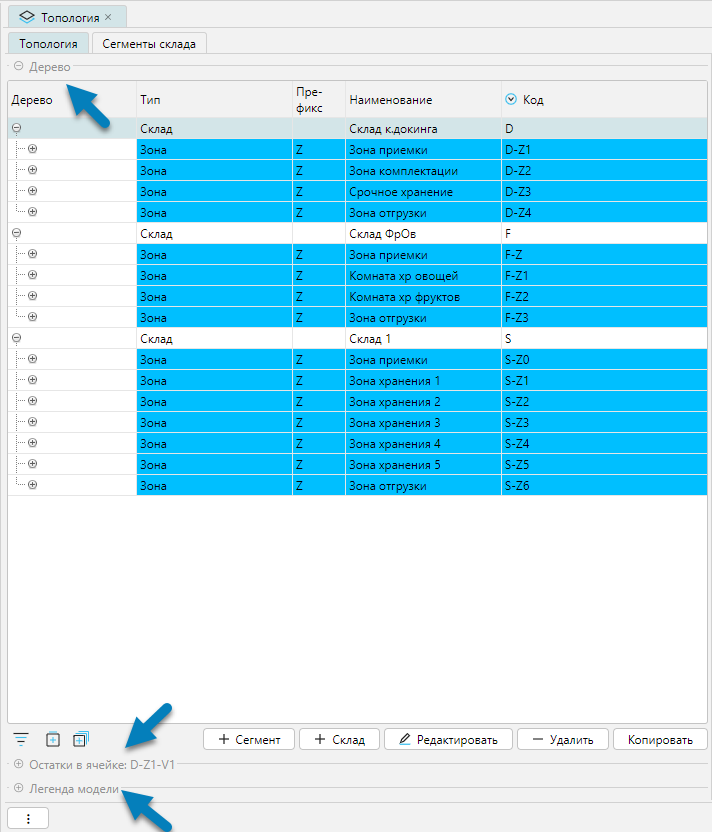 Топология ×
Топология Сегменты склада
Дерево
Дерево Тип Пре-фикс Наименование Код
Склад Склад к.докинга D
Зона Z Зона приемки D-Z1
Зона Z Зона комплектации D-Z2
Зона Z Срочное хранение D-Z3
Зона Z Зона отгрузки D-Z4
Склад Склад ФрОв F
Зона Z Зона приемки F-Z
Зона Z Комната хр овощей F-Z1
Зона Z Комната хр фруктов F-Z2
Зона Z Зона отгрузки F-Z3
Склад Склад 1 S
Зона Z Зона приемки S-Z0
Зона Z Зона хранения 1 S-Z1
Зона Z Зона хранения 2 S-Z2
Зона Z Зона хранения 3 S-Z3
Зона Z Зона хранения 4 S-Z4
Зона Z Зона хранения 5 S-Z5
Зона Z Зона отгрузки S-Z6
+ Сегмент + Склад Редактировать − Удалить Копировать
Остатки в ячейке: D-Z1-V1
Легенда модели